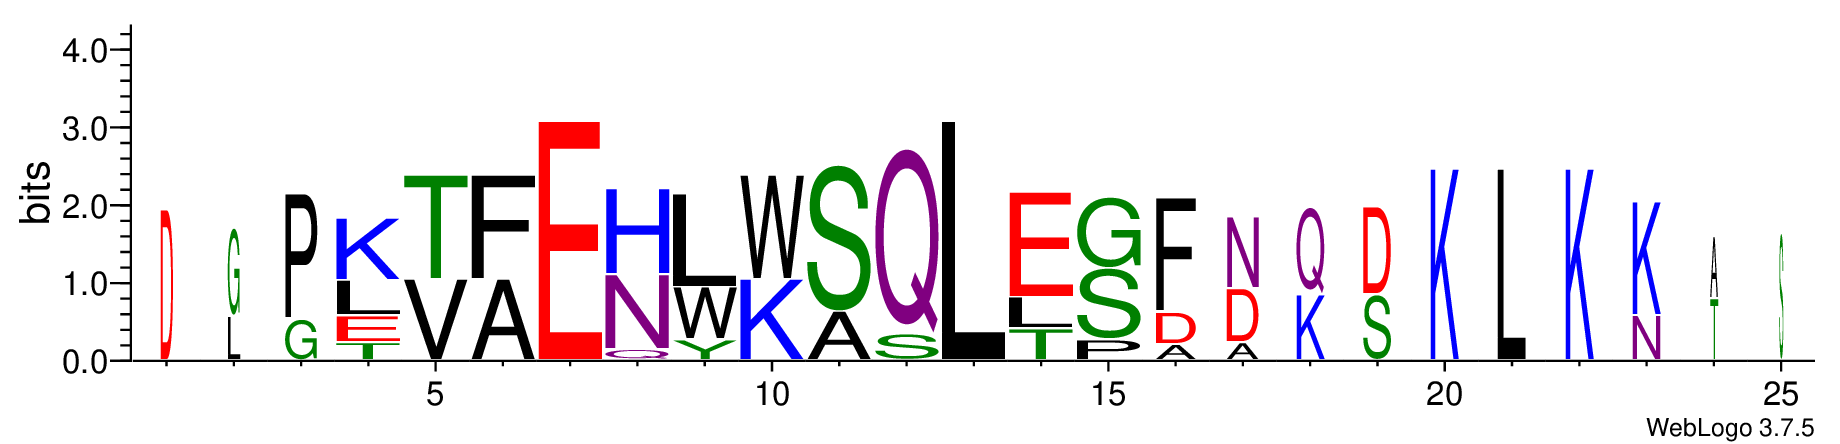 4.0
3.0
2.0
1.0
0.0
bits
D G P K T F E H L W S Q L E G F N Q D K L K K A S
L G L V A N W K A S L S D D K S N T
E Q Y T P A A
T
5 10 15 20 25
WebLogo 3.7.5